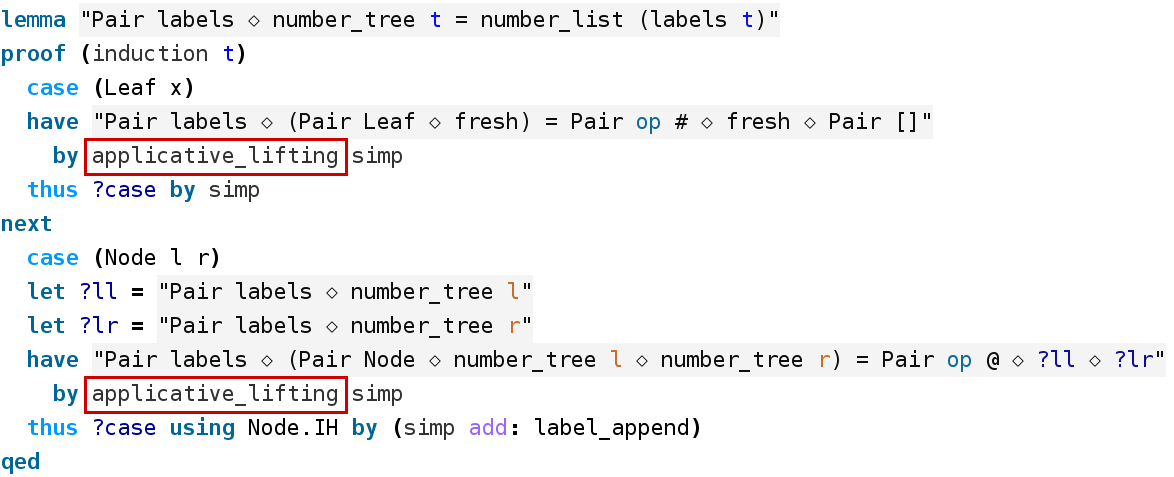 lemma "Pair labels ⋄ number_tree t = number_list (labels t)"
proof (induction t)
  case (Leaf x)
  have "Pair labels ⋄ (Pair Leaf ⋄ fresh) = Pair op # ⋄ fresh ⋄ Pair []"
    by applicative_lifting simp
  thus ?case by simp
next
  case (Node l r)
  let ?ll = "Pair labels ⋄ number_tree l"
  let ?lr = "Pair labels ⋄ number_tree r"
  have "Pair labels ⋄ (Pair Node ⋄ number_tree l ⋄ number_tree r) = Pair op @ ⋄ ?ll ⋄ ?lr"
    by applicative_lifting simp
  thus ?case using Node.IH by (simp add: label_append)
qed